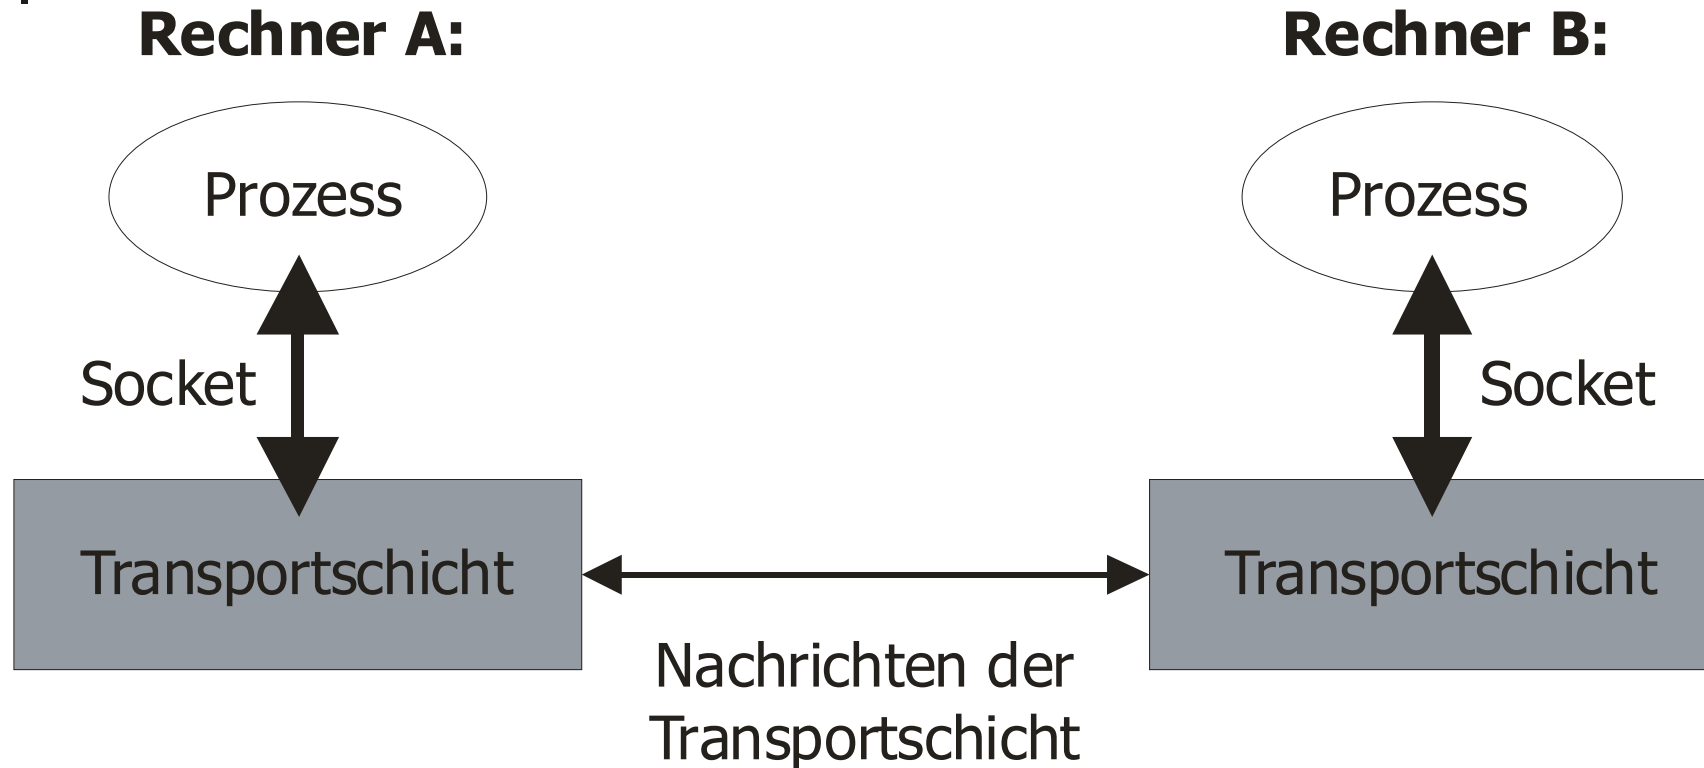 Rechner A:
Rechner B:
Prozess
Prozess
Socket
Socket
Transportschicht
Transportschicht
Nachrichten der
Transportschicht